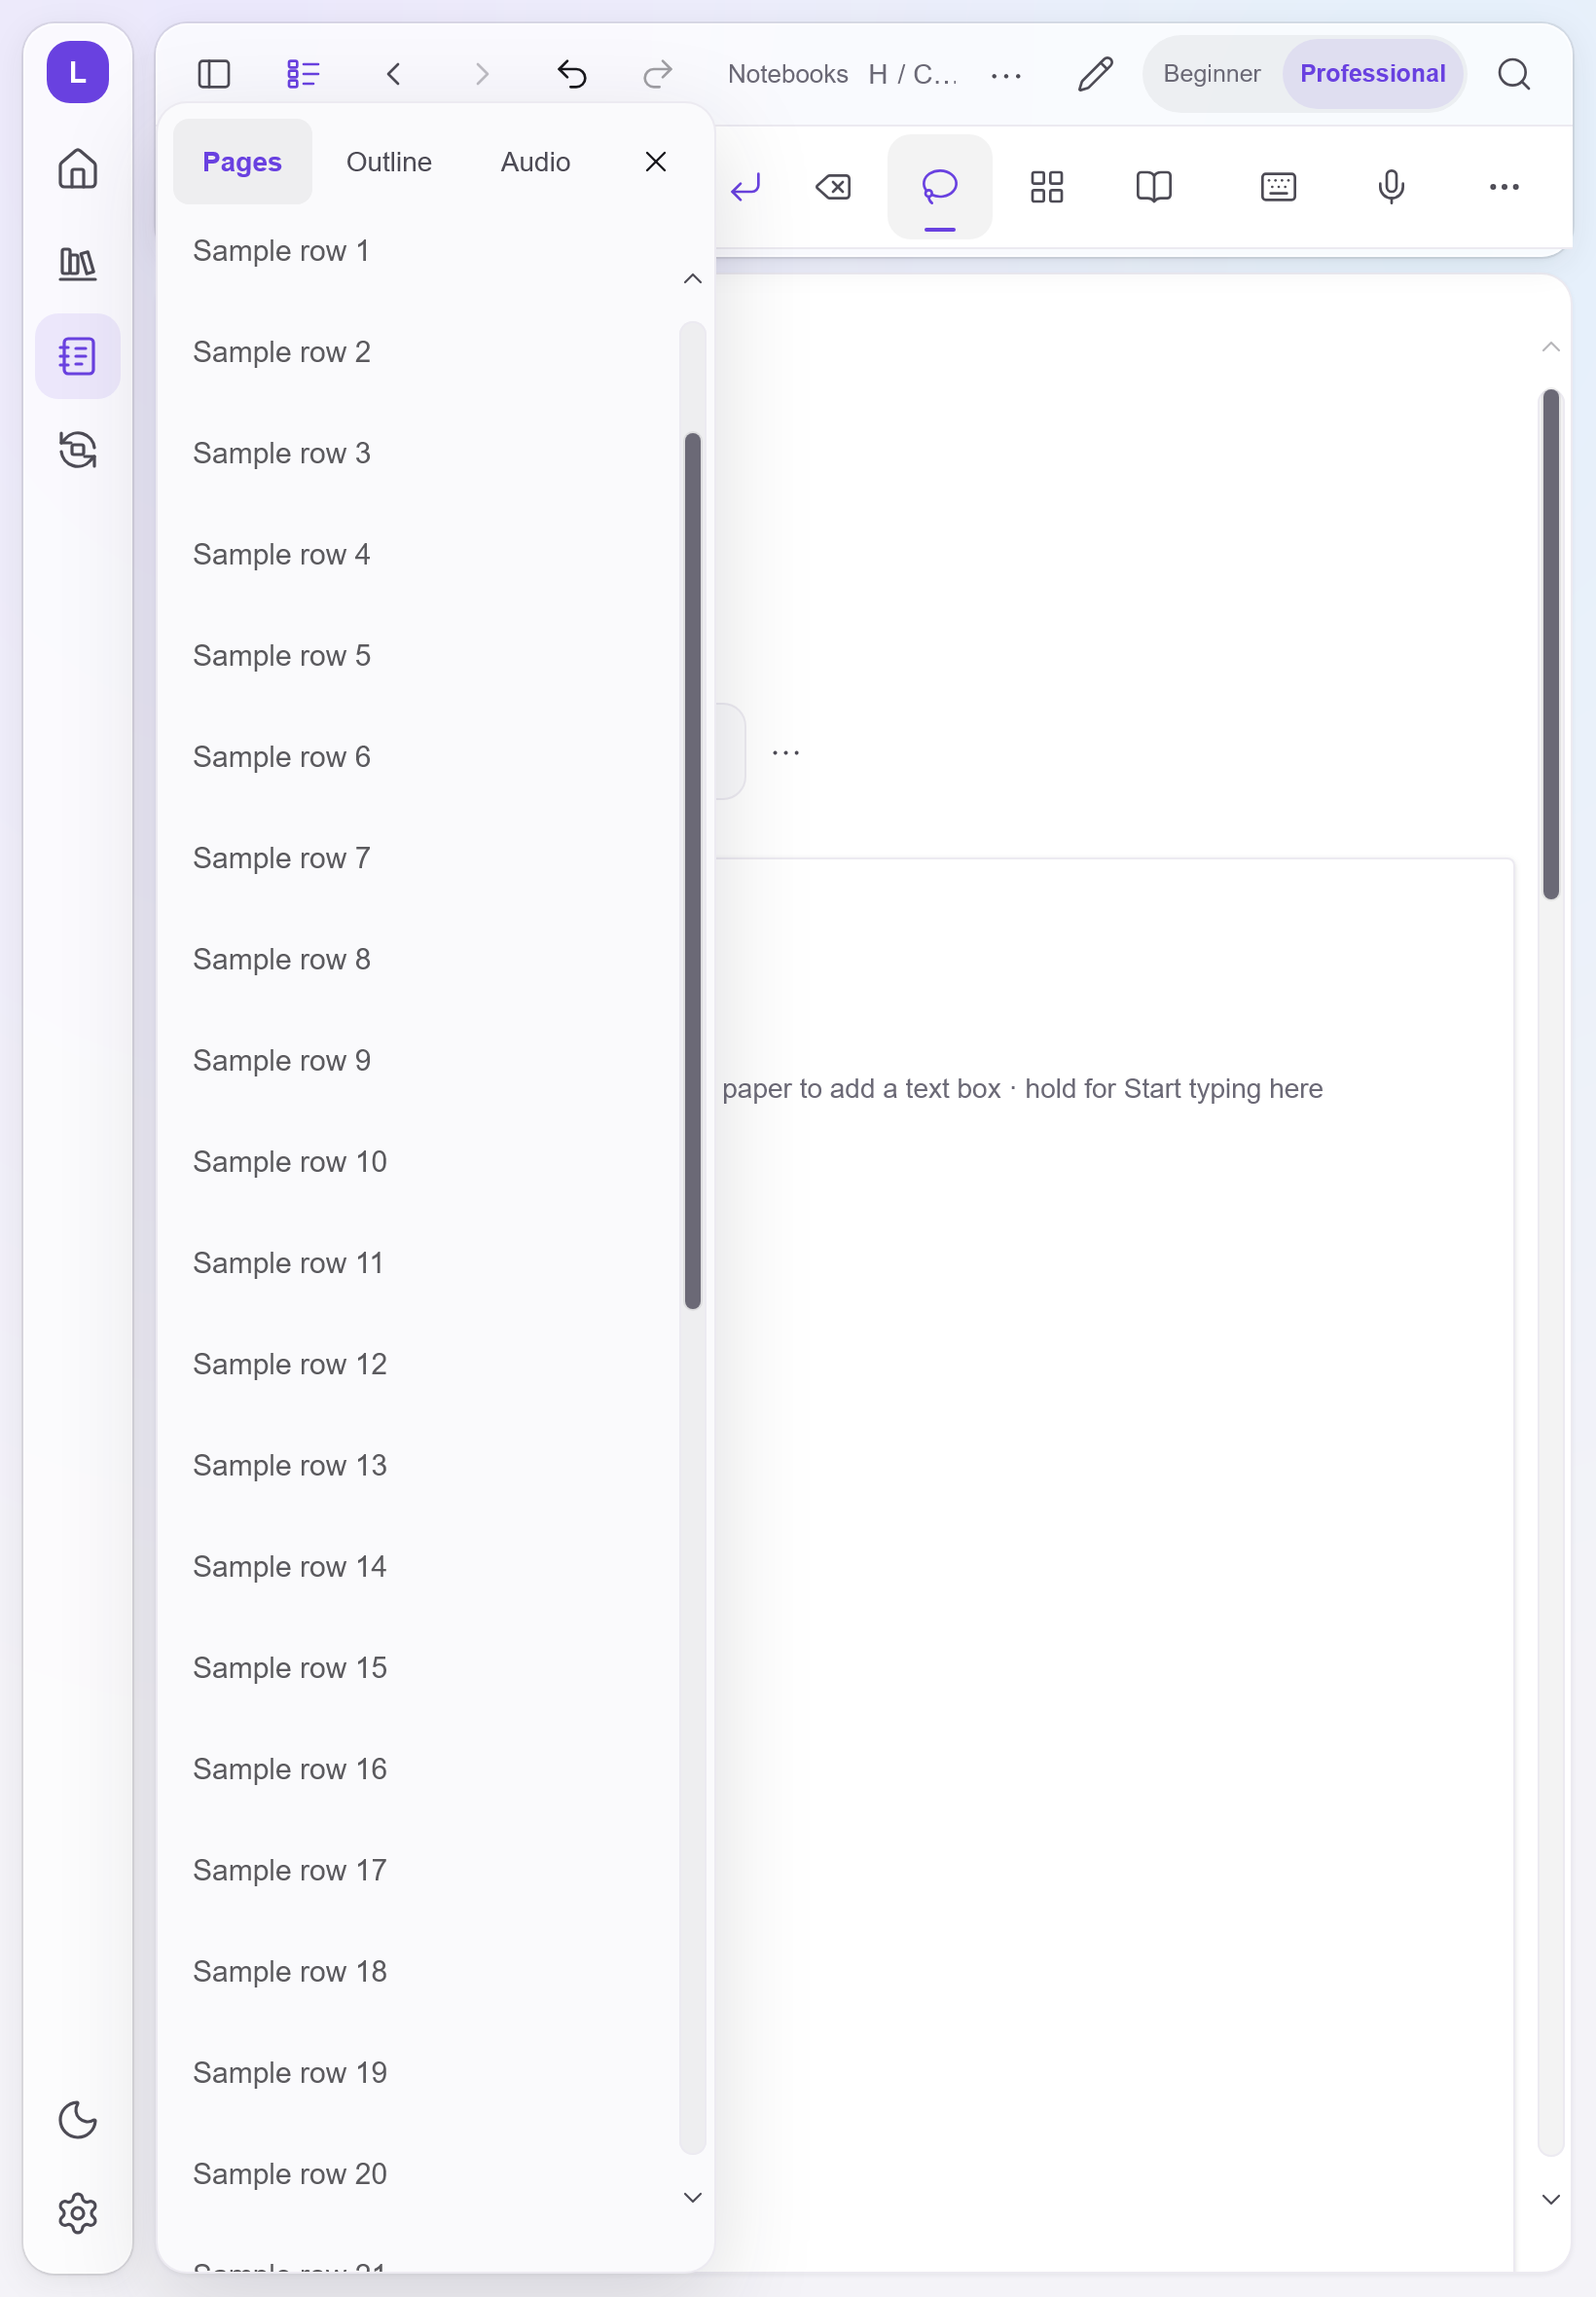 L
Notebooks H / C... ...
Beginner Professional
Pages Outline Audio
Sample row 1
Sample row 2
Sample row 3
Sample row 4
Sample row 5
Sample row 6
Sample row 7
Sample row 8
Sample row 9
paper to add a text box · hold for Start typing here
Sample row 10
Sample row 11
Sample row 12
Sample row 13
Sample row 14
Sample row 15
Sample row 16
Sample row 17
Sample row 18
Sample row 19
Sample row 20
Sample row 21